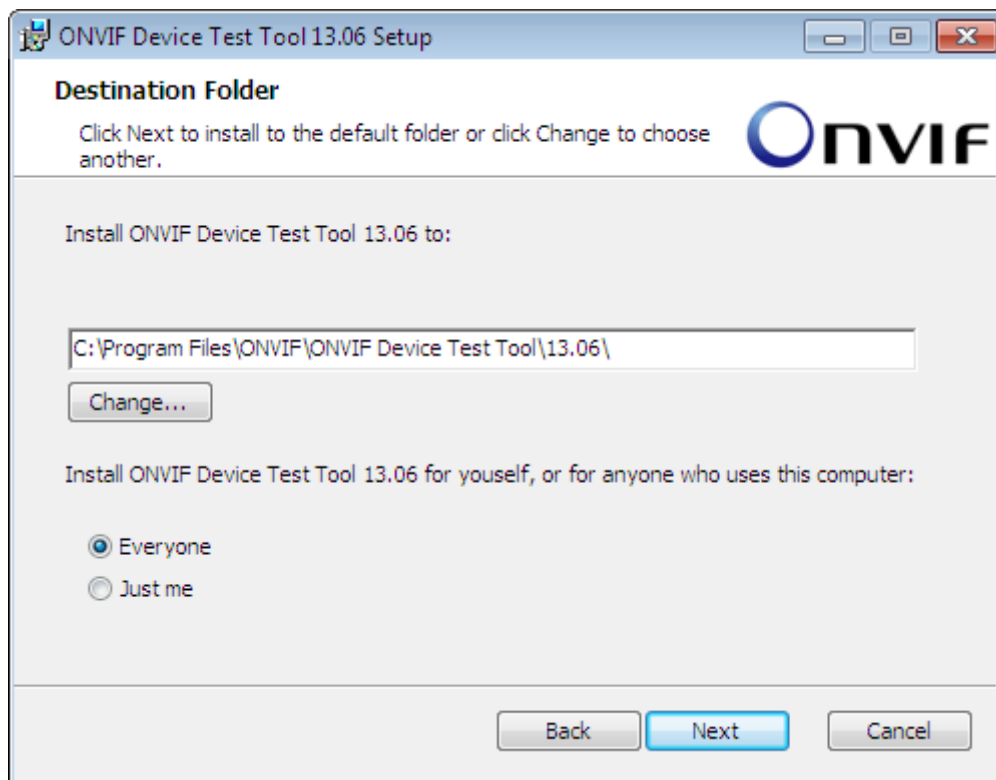 ONVIF Device Test Tool 13.06 Setup
Destination Folder
Click Next to install to the default folder or click Change to choose
another.
ONVIF
Install ONVIF Device Test Tool 13.06 to:
C:\Program Files\ONVIF\ONVIF Device Test Tool\13.06\
Change...
Install ONVIF Device Test Tool 13.06 for youself, or for anyone who uses this computer:
Everyone
Just me
Back Next Cancel